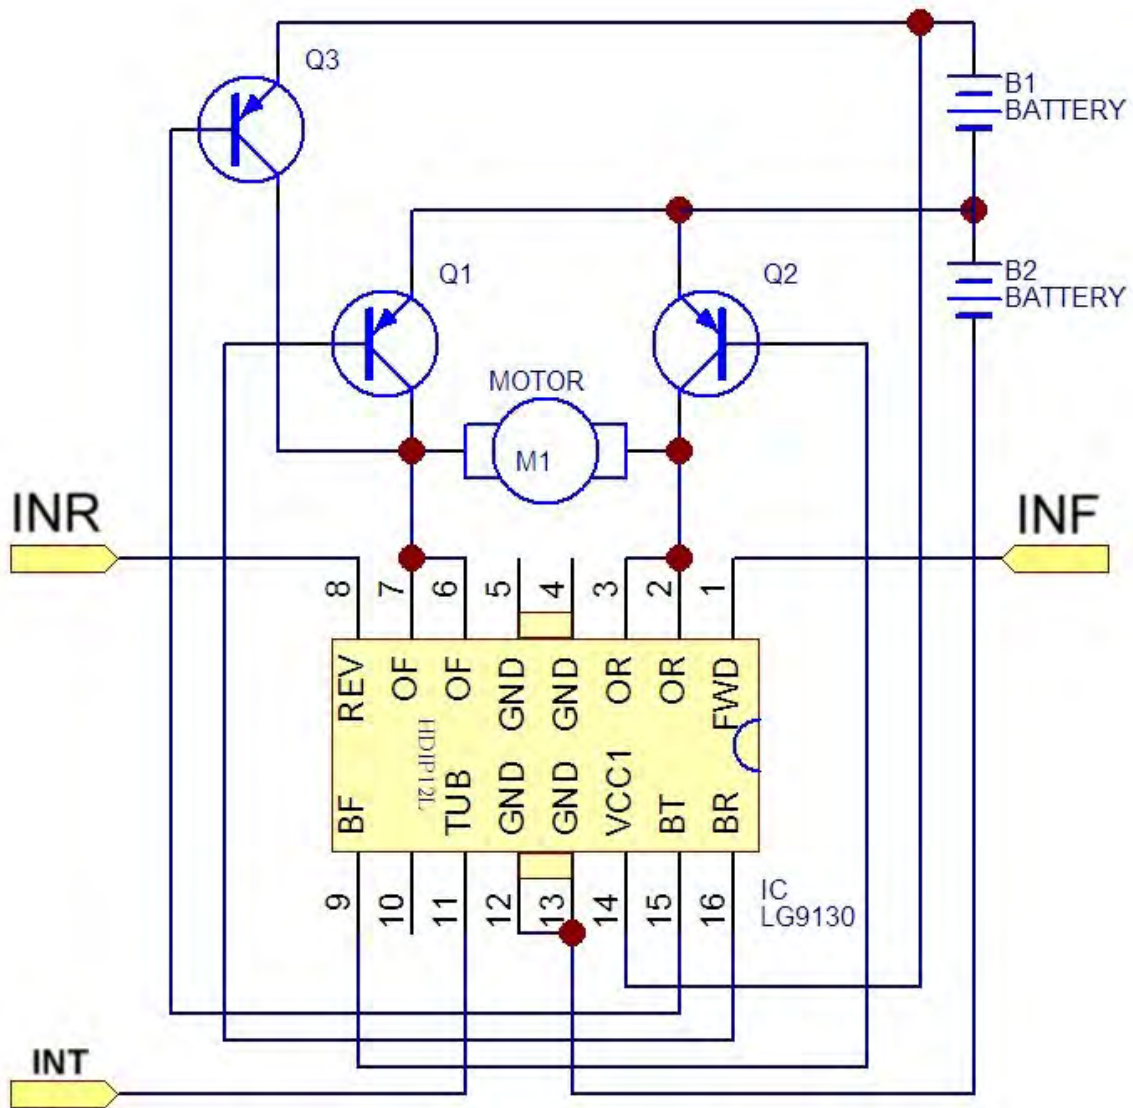 Q3
B1
BATTERY
Q1
Q2
B2
BATTERY
MOTOR
M1
INR
INF
8
7
6
5
4
3
2
1
REV
OF
OF
GND
GND
OR
OR
FWD
HDIP12L
BF
TUB
GND
GND
VCC1
BT
BR
9
10
11
12
13
14
15
16
IC
LG9130
INT